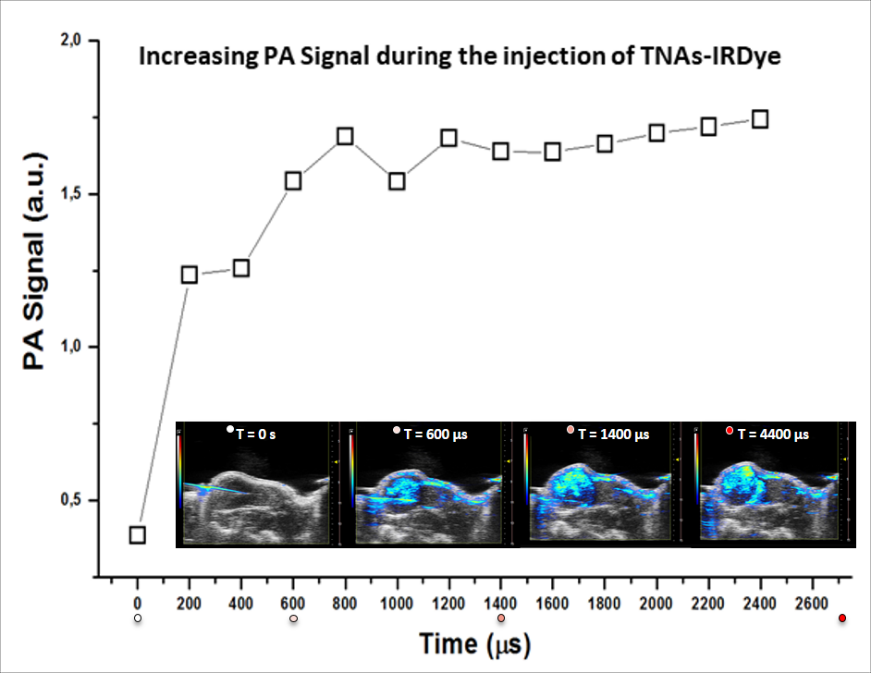 Increasing PA Signal during the injection of TNAs-IRDye
2,0
1,5
1,0
0,5
PA Signal (a.u.)
T = 0 s
T = 600 µs
T = 1400 µs
T = 4400 µs
0 200 400 600 800 1000 1200 1400 1600 1800 2000 2200 2400 2600
Time (µs)